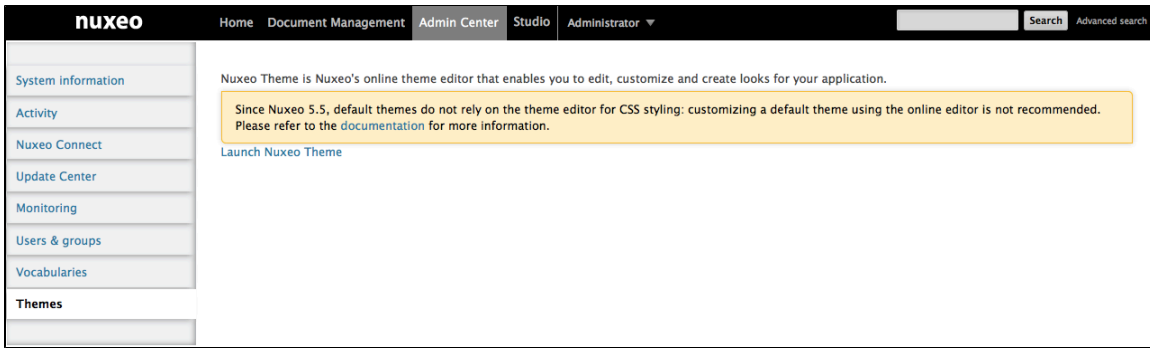 nuxeo Home Document Management Admin Center Studio Administrator Search Advanced search
System information
Activity
Nuxeo Connect
Update Center
Monitoring
Users & groups
Vocabularies
Themes
Nuxeo Theme is Nuxeo's online theme editor that enables you to edit, customize and create looks for your application.
Since Nuxeo 5.5, default themes do not rely on the theme editor for CSS styling: customizing a default theme using the online editor is not recommended.
Please refer to the documentation for more information.
Launch Nuxeo Theme